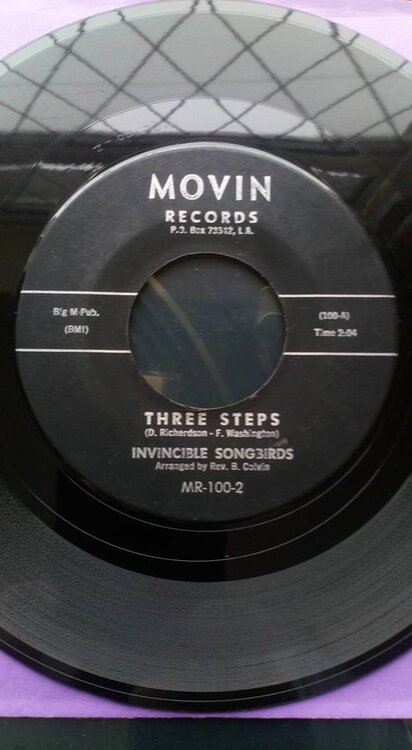 MOVIN
RECORDS
P.O. Box 73512, L.A.
Big M Pub.
(BMI)
(100-A)
Time 2:04
THREE STEPS
(D. Richerdson - F. Washington)
INVINCIBLE SONGBIRDS
Arranged by Rev. B. Colvin
MR-100-2